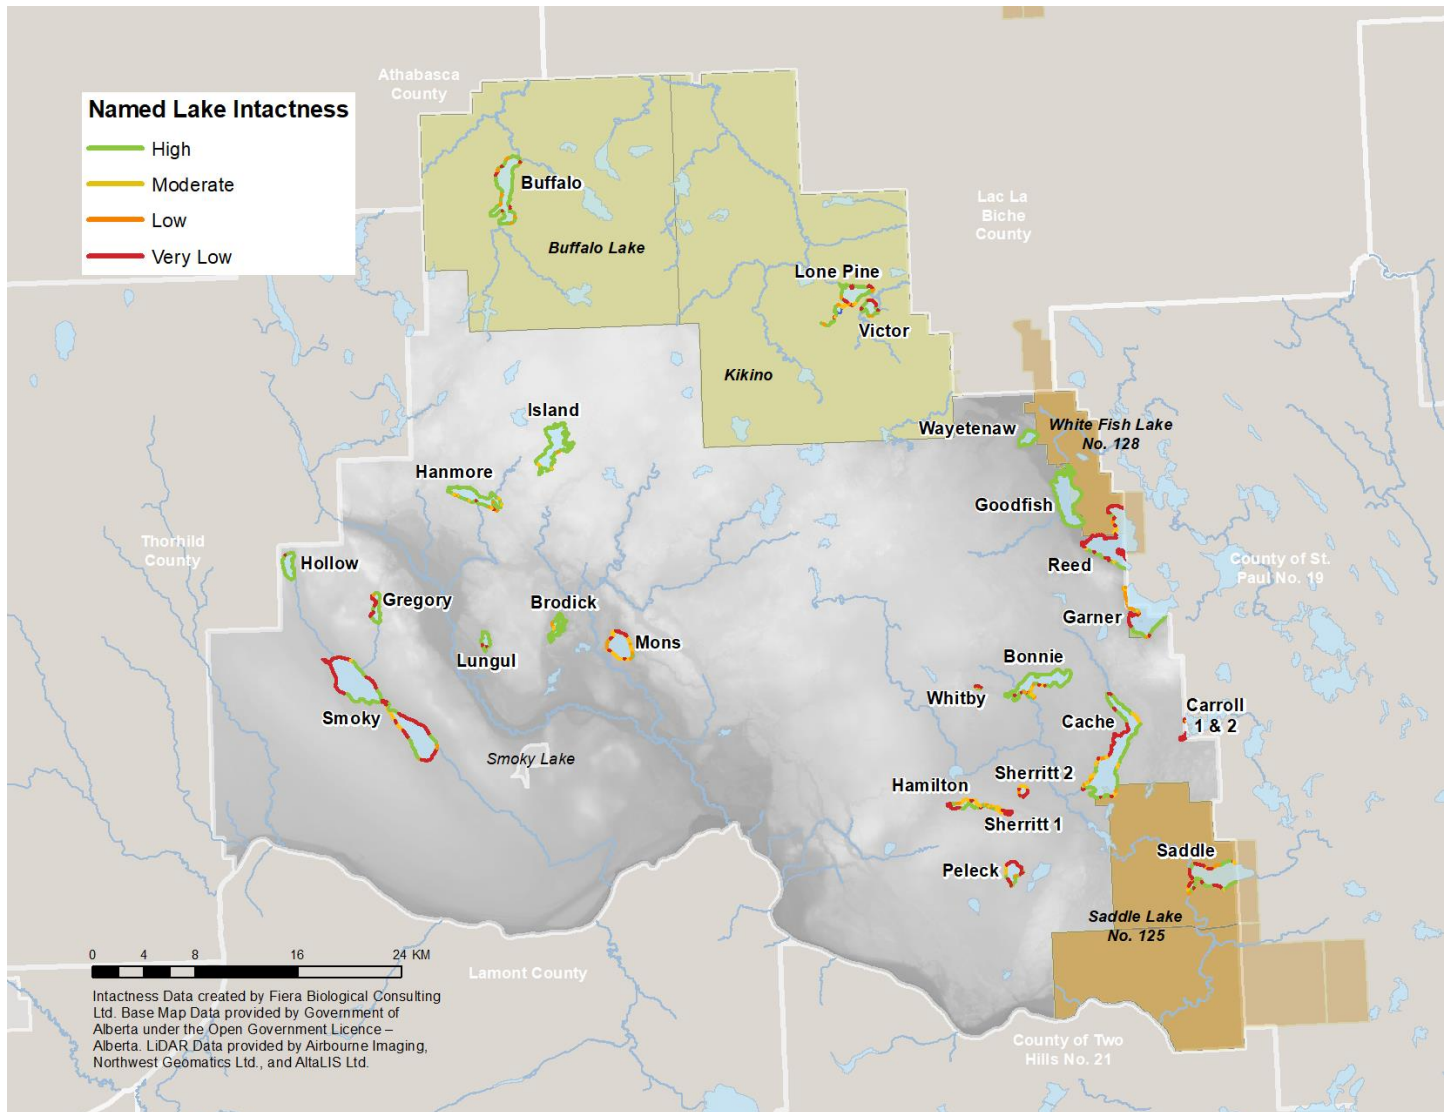 Athabasca
County
Named Lake Intactness
High
Moderate
Low
Very Low
Buffalo
Buffalo Lake
Lac La
Biche
County
Lone Pine
Victor
Kikino
Island
Hanmore
Wayetenaw
White Fish Lake
No. 128
Goodfish
Thorhild
County
Hollow
Reed
County of St.
Paul No. 19
Gregory
Brodick
Garner
Lungul
Mons
Bonnie
Whitby
Smoky
Cache
Carroll
1 & 2
Smoky Lake
Hamilton
Sherritt 2
Sherritt 1
Peleck
Saddle
Saddle Lake
No. 125
0 4 8 16 24 KM
Lamont County
Intactness Data created by Fiera Biological Consulting
Ltd. Base Map Data provided by Government of
Alberta under the Open Government Licence –
Alberta. LiDAR Data provided by Airbourne Imaging,
Northwest Geomatics Ltd., and AltaLIS Ltd.
County of Two
Hills No. 21